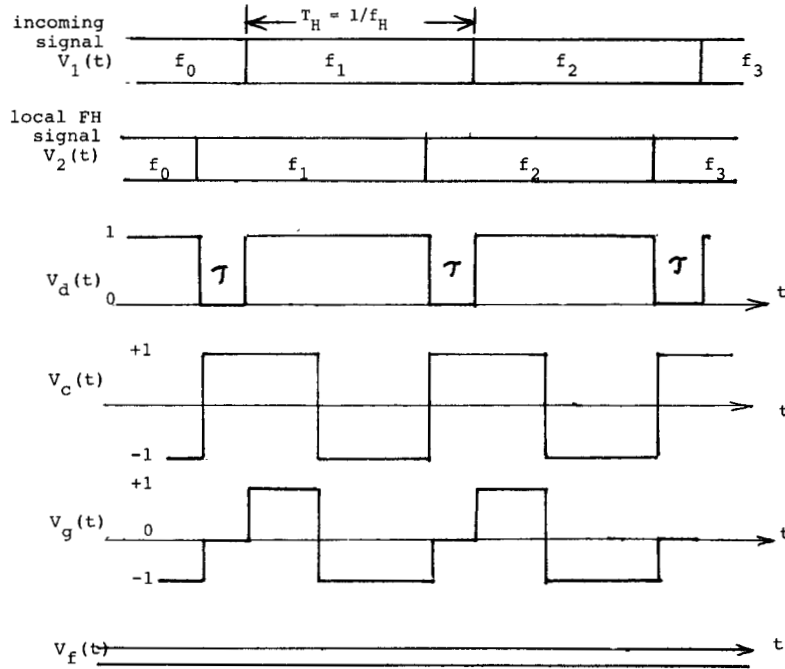 T_H = 1/f_H
incoming
signal
V_1(t)
f_0 f_1 f_2 f_3
local FH
signal
V_2(t)
f_0 f_1 f_2 f_3
1
V_d(t)
τ τ τ
0
t
+1
V_c(t)
t
-1
+1
V_g(t) 0
t
-1
V_f(t)
t